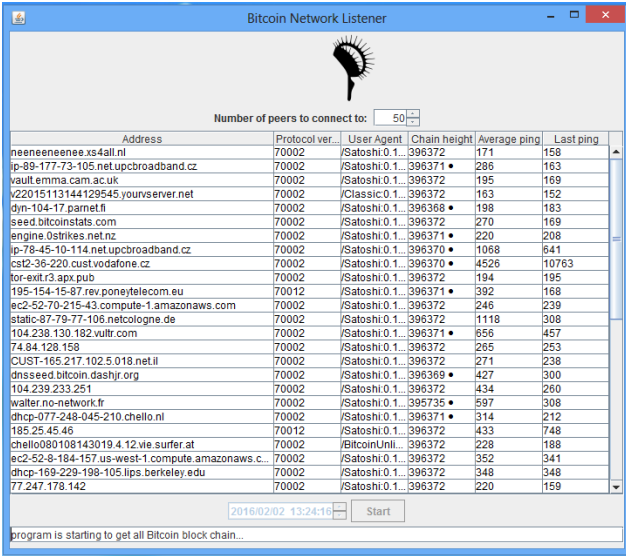 Bitcoin Network Listener
Number of peers to connect to: 50
Address Protocol ver... User Agent Chain height Average ping Last ping
neeneeneenee.xs4all.nl 70002 /Satoshi:0.1... 396372 171 158
ip-89-177-73-105.net.upcbroadband.cz 70002 /Satoshi:0.1... 396371 • 286 163
vault.emma.cam.ac.uk 70002 /Satoshi:0.1... 396372 195 169
v22015113144129545.yourvserver.net 70002 /Classic:0.1... 396372 163 152
dyn-104-17.parnet.fi 70002 /Satoshi:0.1... 396368 • 198 183
seed.bitcoinstats.com 70002 /Satoshi:0.1... 396372 270 169
engine.0strikes.net.nz 70002 /Satoshi:0.1... 396371 • 220 208
ip-78-45-10-114.net.upcbroadband.cz 70002 /Satoshi:0.1... 396370 • 1068 641
cst2-36-220.cust.vodafone.cz 70002 /Satoshi:0.1... 396370 • 4526 10763
tor-exit.r3.apx.pub 70002 /Satoshi:0.1... 396372 194 195
195-154-15-87.rev.poneytelecom.eu 70012 /Satoshi:0.1... 396371 • 392 168
ec2-52-70-215-43.compute-1.amazonaws.com 70002 /Satoshi:0.1... 396372 246 239
static-87-79-77-106.netcologne.de 70002 /Satoshi:0.1... 396372 1118 308
104.238.130.182.vultr.com 70002 /Satoshi:0.1... 396371 • 656 457
74.84.128.158 70002 /Satoshi:0.1... 396372 265 253
CUST-165.217.102.5.018.net.il 70002 /Satoshi:0.1... 396372 271 238
dnsseed.bitcoin.dashjr.org 70002 /Satoshi:0.1... 396369 • 427 300
104.239.233.251 70002 /Satoshi:0.1... 396372 434 260
walter.no-network.fr 70002 /Satoshi:0.1... 395735 • 597 308
dhcp-077-248-045-210.chello.nl 70002 /Satoshi:0.1... 396371 • 314 212
185.25.45.46 70012 /Satoshi:0.1... 396372 433 748
chello080108143019.4.12.vie.surfer.at 70002 /BitcoinUnli... 396372 228 188
ec2-52-8-184-157.us-west-1.compute.amazonaws.c... 70002 /Satoshi:0.1... 396372 352 341
dhcp-169-229-198-105.lips.berkeley.edu 70002 /Satoshi:0.1... 396372 348 348
77.247.178.142 70002 /Satoshi:0.1... 396372 220 159
2016/02/02 13:24:16 Start
program is starting to get all Bitcoin block chain...